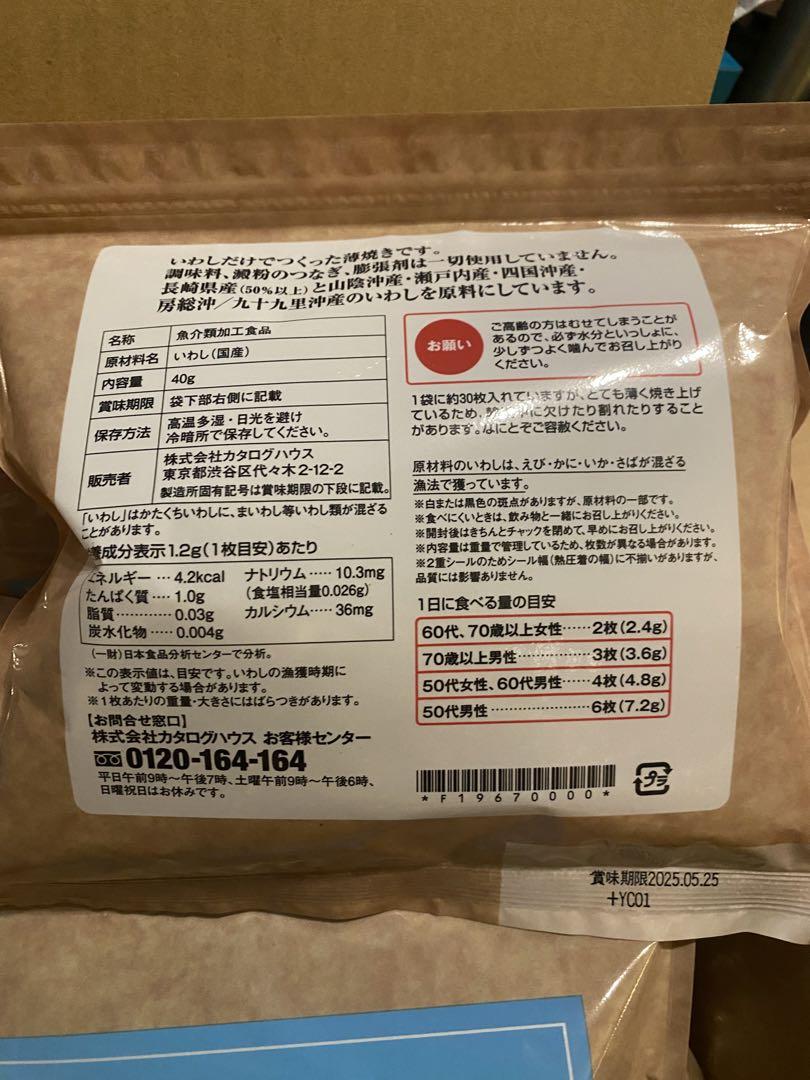 いわしだけでつくった薄焼きです。
調味料、澱粉のつなぎ、膨張剤は一切使用していません。
長崎県産(50%以上)と山陰沖産・瀬戸内産・四国沖産・
房総沖/九十九里沖産のいわしを原料にしています。
名称 魚介類加工食品
原材料名 いわし(国産)
内容量 40g
賞味期限 袋下部右側に記載
保存方法 高温多湿・日光を避け
冷暗所で保存してください。
販売者 株式会社カタログハウス
東京都渋谷区代々木2-12-2
製造所固有記号は賞味期限の下段に記載。
「いわし」はかたくちいわしに、まいわし等いわし類が混ざる
ことがあります。
養成分表示1.2g(1枚目安)あたり
エネルギー…4.2kcal
たんぱく質‥‥1.0g
脂質…………0.03g
炭水化物‥‥0.004g
ナトリウム‥‥‥10.3mg
(食塩相当量0.026g)
カルシウム‥‥‥36mg
(一財)日本食品分析センターで分析。
※この表示値は、目安です。いわしの漁獲時期に
よって変動する場合があります。
※1枚あたりの重量・大きさにはばらつきがあります。
【お問合せ窓口】
株式会社カタログハウス お客様センター
0120-164-164
平日午前9時〜午後7時、土曜午前9時〜午後6時、
日曜祝日はお休みです。
お願い
ご高齢の方はむせてしまうことが
あるので、必ず水分といっしょに、
少しずつよく噛んでお召し上がり
ください。
1袋に約30枚入れていますが、とても薄く焼き上げ
ているため、に欠けたり割れたりすること
があります。なにとぞご容赦ください。
原材料のいわしは、えび・かに・いか・さばが混ざる
漁法で獲っています。
※白または黒色の斑点がありますが、原材料の一部です。
※食べにくいときは、飲み物と一緒にお召し上がりください。
※開封後はきちんとチャックを閉めて、早めにお召し上がりください。
※内容量は重量で管理しているため、枚数が異なる場合があります。
※2重シールのためシール幅(熱圧着の幅)に不揃いがありますが、
品質には影響ありません。
1日に食べる量の目安
60代、70歳以上女性……2枚(2.4g)
70歳以上男性……………3枚(3.6g)
50代女性、60代男性……4枚(4.8g)
50代男性…………………6枚(7.2g)
*F19670000*
プラ
賞味期限2025.05.25
+YC01